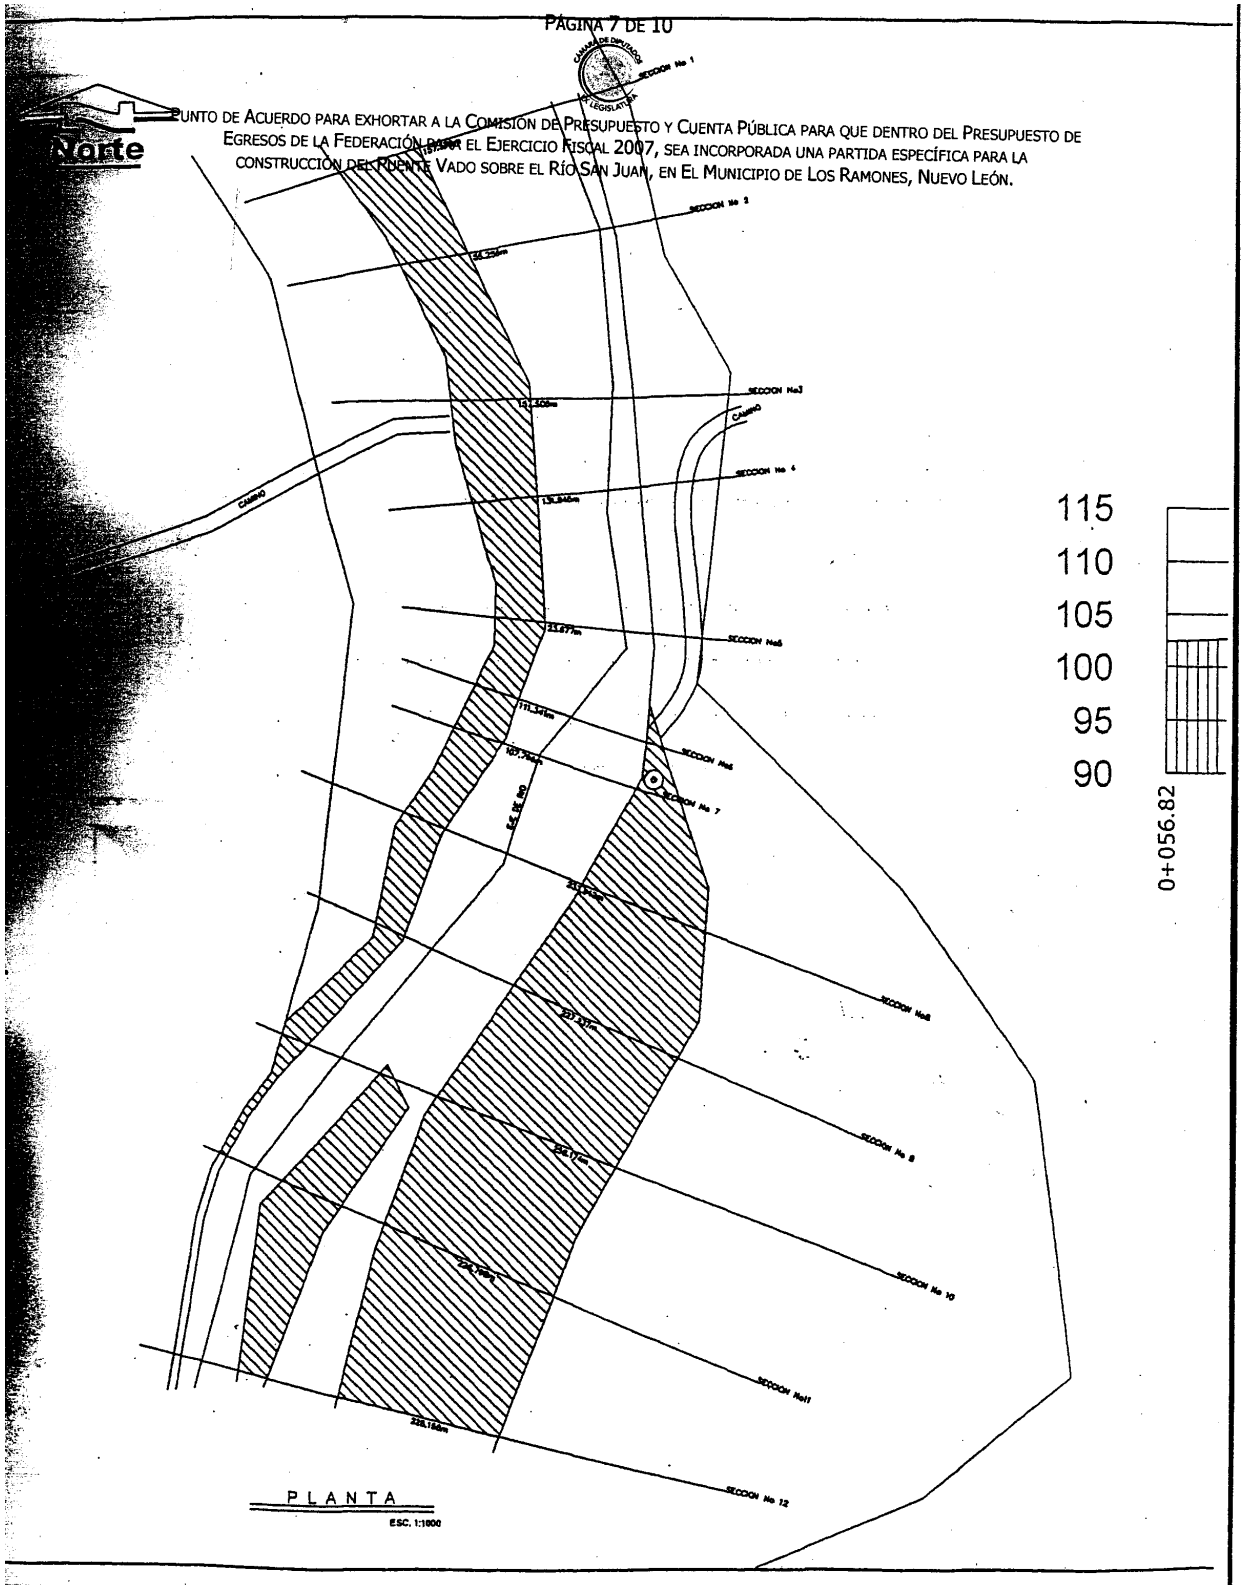 PÁGINA 7 DE 10
CÁMARA DE DIPUTADOS
LEGISLATURA
SECCION No 1
PUNTO DE ACUERDO PARA EXHORTAR A LA COMISIÓN DE PRESUPUESTO Y CUENTA PÚBLICA PARA QUE DENTRO DEL PRESUPUESTO DE
EGRESOS DE LA FEDERACIÓN PARA EL EJERCICIO FISCAL 2007, SEA INCORPORADA UNA PARTIDA ESPECÍFICA PARA LA
CONSTRUCCIÓN DEL PUENTE VADO SOBRE EL RÍO SAN JUAN, EN EL MUNICIPIO DE LOS RAMONES, NUEVO LEÓN.
Norte
SECCION No 2
SECCION No3
CAMINO
SECCION No 4
CAMINO
115
110
105
100
95
90
0+056.82
SECCION No5
SECCION No6
SECCION No 7
EJE DE RIO
SECCION No8
SECCION No 9
SECCION No 10
SECCION No11
SECCION No 12
PLANTA
ESC. 1:1000